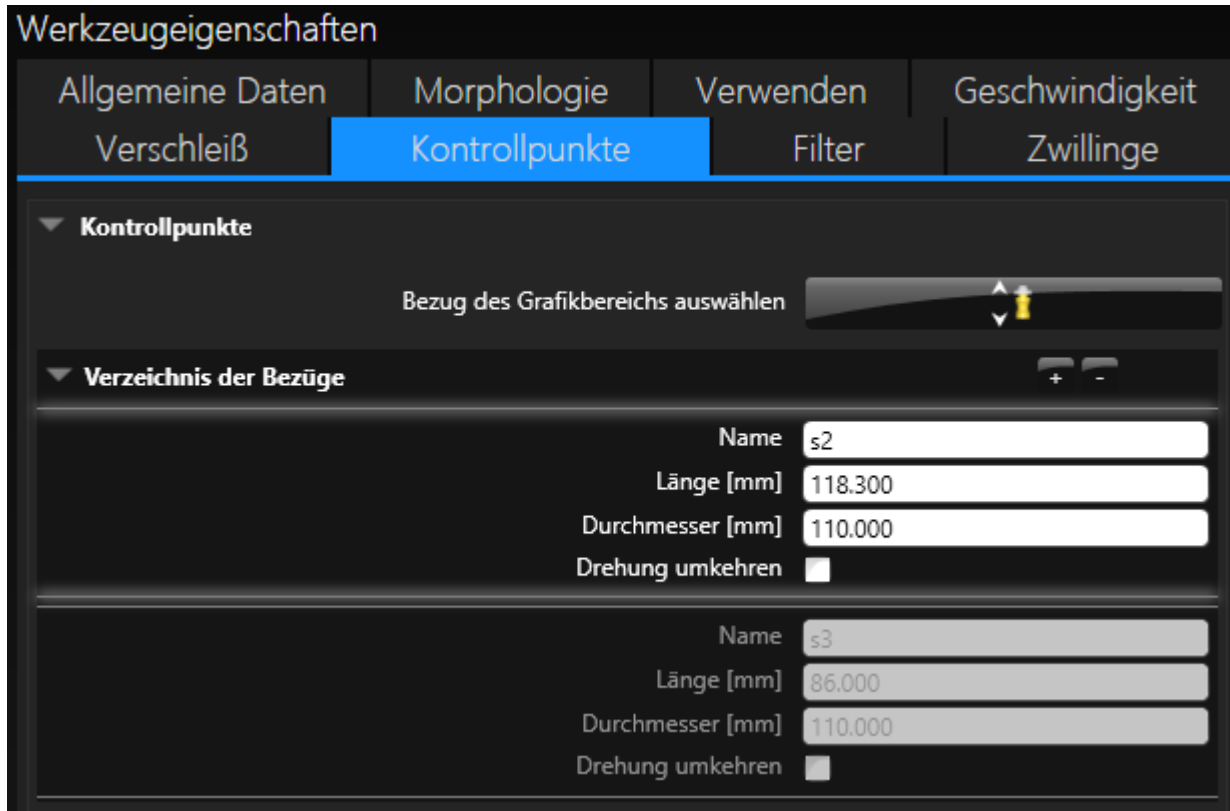 Werkzeugeigenschaften
Allgemeine Daten Morphologie Verwenden Geschwindigkeit
Verschleiß Kontrollpunkte Filter Zwillinge
Kontrollpunkte
Bezug des Grafikbereichs auswählen
Verzeichnis der Bezüge + -
Name s2
Länge [mm] 118.300
Durchmesser [mm] 110.000
Drehung umkehren
Name s3
Länge [mm] 86.000
Durchmesser [mm] 110.000
Drehung umkehren